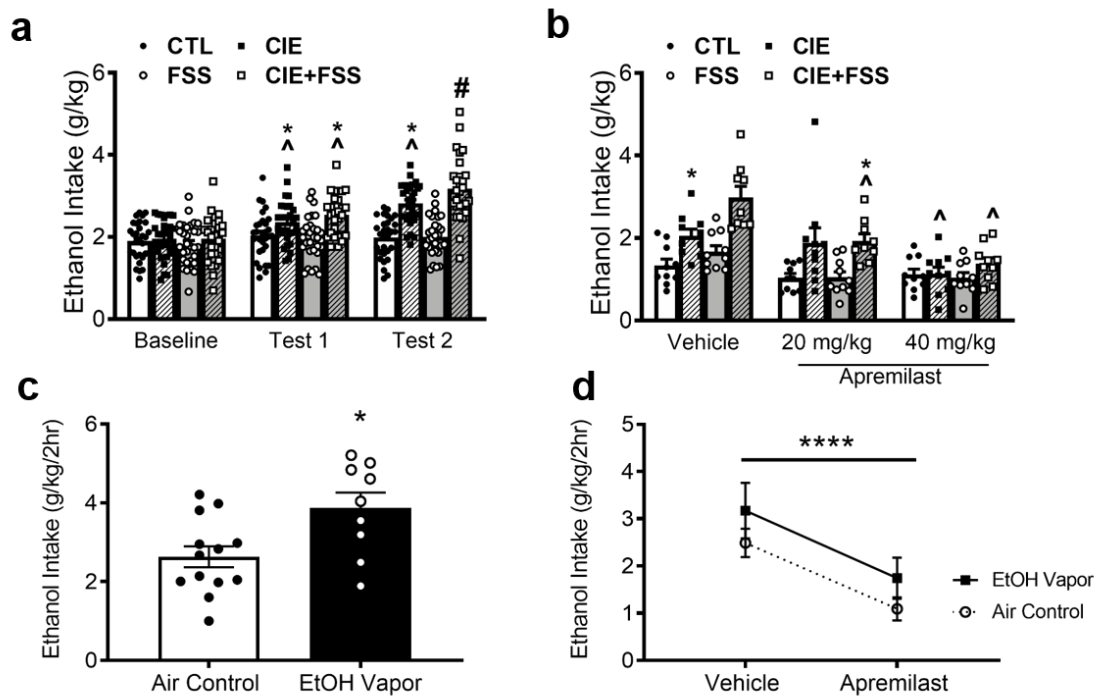 a
CTL CIE
FSS CIE+FSS
Ethanol Intake (g/kg)
6
4
2
0
* ^
* ^
* ^
#
Baseline Test 1 Test 2
b
CTL CIE
FSS CIE+FSS
Ethanol Intake (g/kg)
6
4
2
0
*
* ^
^
^
Vehicle 20 mg/kg 40 mg/kg
Apremilast
c
Ethanol Intake (g/kg/2hr)
6
4
2
0
*
Air Control EtOH Vapor
d
Ethanol Intake (g/kg/2hr)
5
4
3
2
1
0
****
EtOH Vapor
Air Control
Vehicle Apremilast